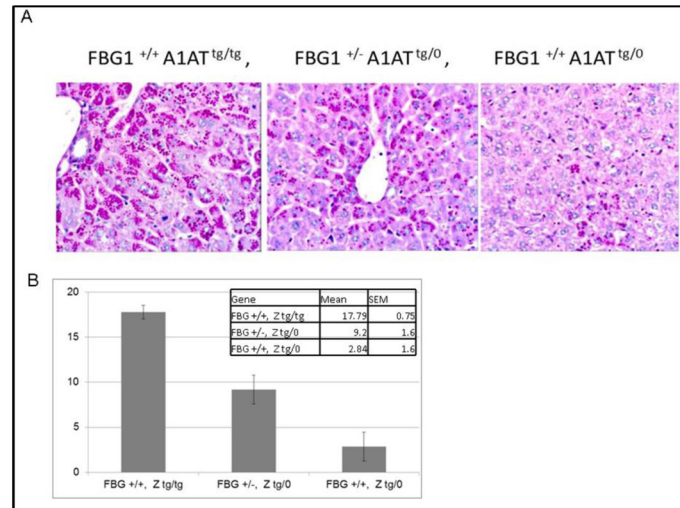 A
FBG1 +/+ A1AT tg/tg , FBG1 +/- A1AT tg/0, FBG1 +/+ A1AT tg/0
B
20
15
10
5
0
Gene Mean SEM
FBG +/+, Z tg/tg 17.79 0.75
FBG +/-, Z tg/0 9.2 1.6
FBG +/+, Z tg/0 2.84 1.6
FBG +/+, Z tg/tg FBG +/-, Z tg/0 FBG +/+, Z tg/0